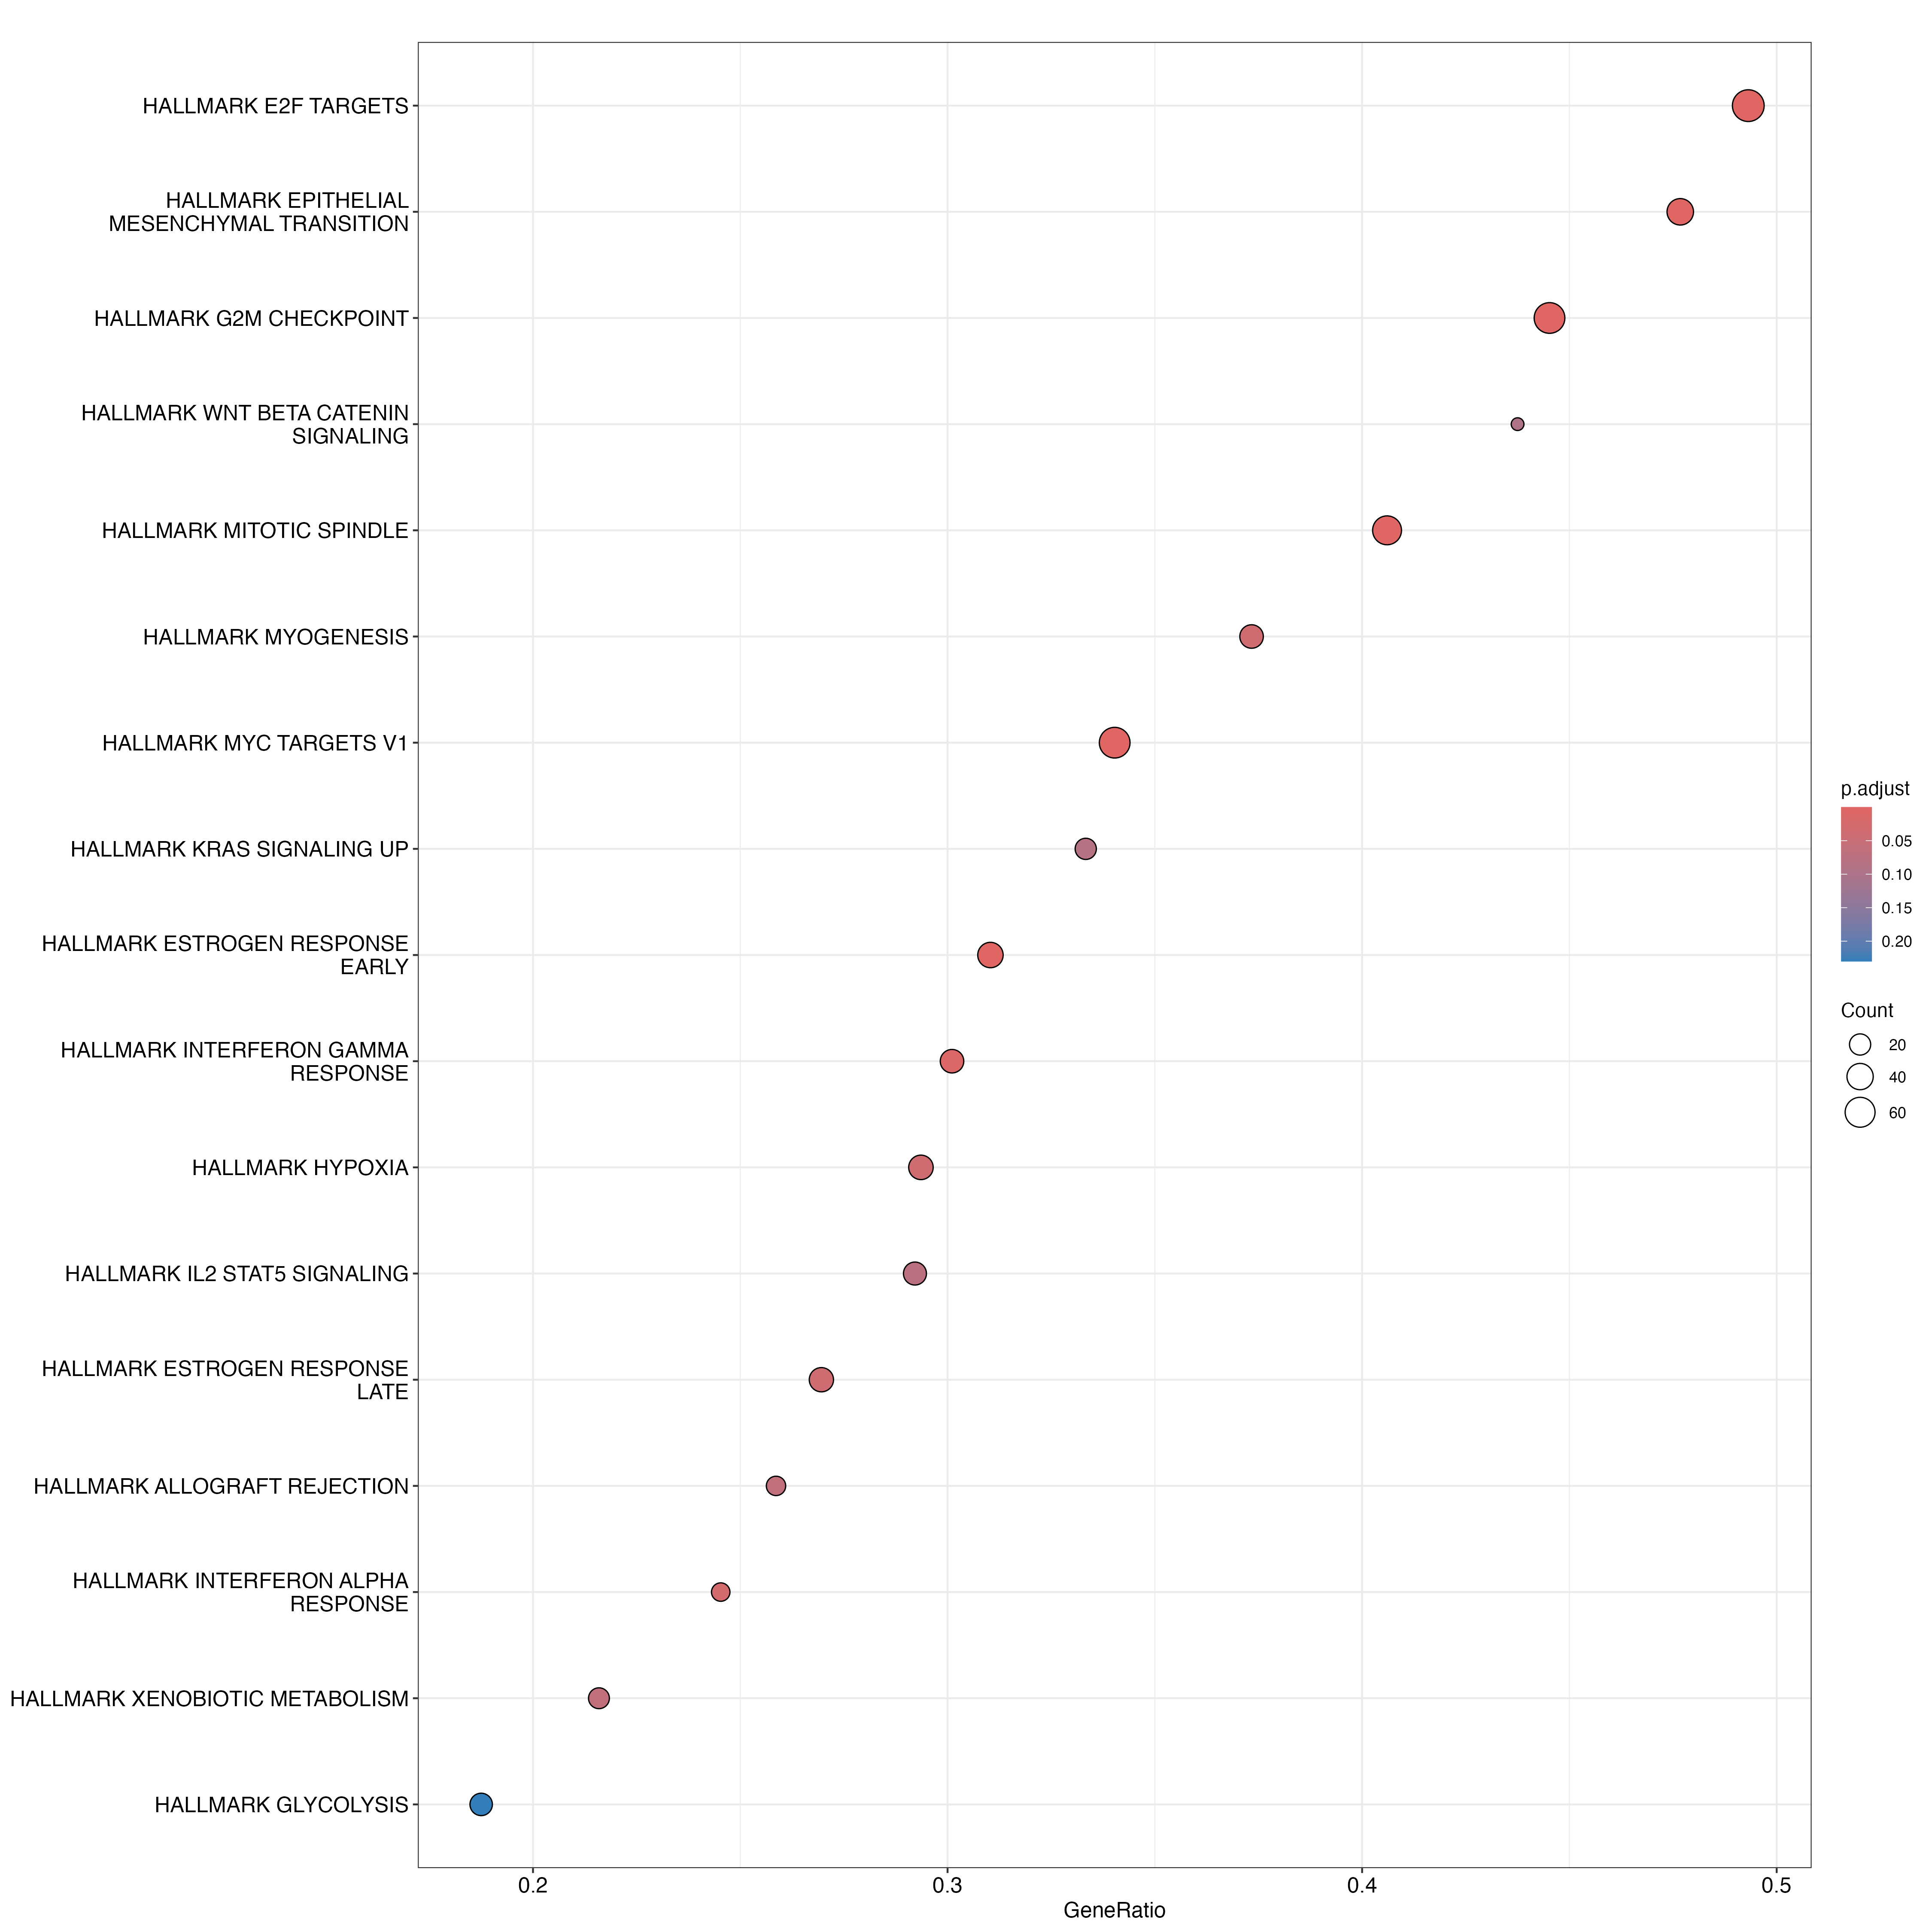 HALLMARK E2F TARGETS
HALLMARK EPITHELIAL
MESENCHYMAL TRANSITION
HALLMARK G2M CHECKPOINT
HALLMARK WNT BETA CATENIN
SIGNALING
HALLMARK MITOTIC SPINDLE
HALLMARK MYOGENESIS
HALLMARK MYC TARGETS V1
HALLMARK KRAS SIGNALING UP
HALLMARK ESTROGEN RESPONSE
EARLY
HALLMARK INTERFERON GAMMA
RESPONSE
HALLMARK HYPOXIA
HALLMARK IL2 STAT5 SIGNALING
HALLMARK ESTROGEN RESPONSE
LATE
HALLMARK ALLOGRAFT REJECTION
HALLMARK INTERFERON ALPHA
RESPONSE
HALLMARK XENOBIOTIC METABOLISM
HALLMARK GLYCOLYSIS
0.2 0.3 0.4 0.5
GeneRatio
p.adjust
0.05
0.10
0.15
0.20
Count
20
40
60